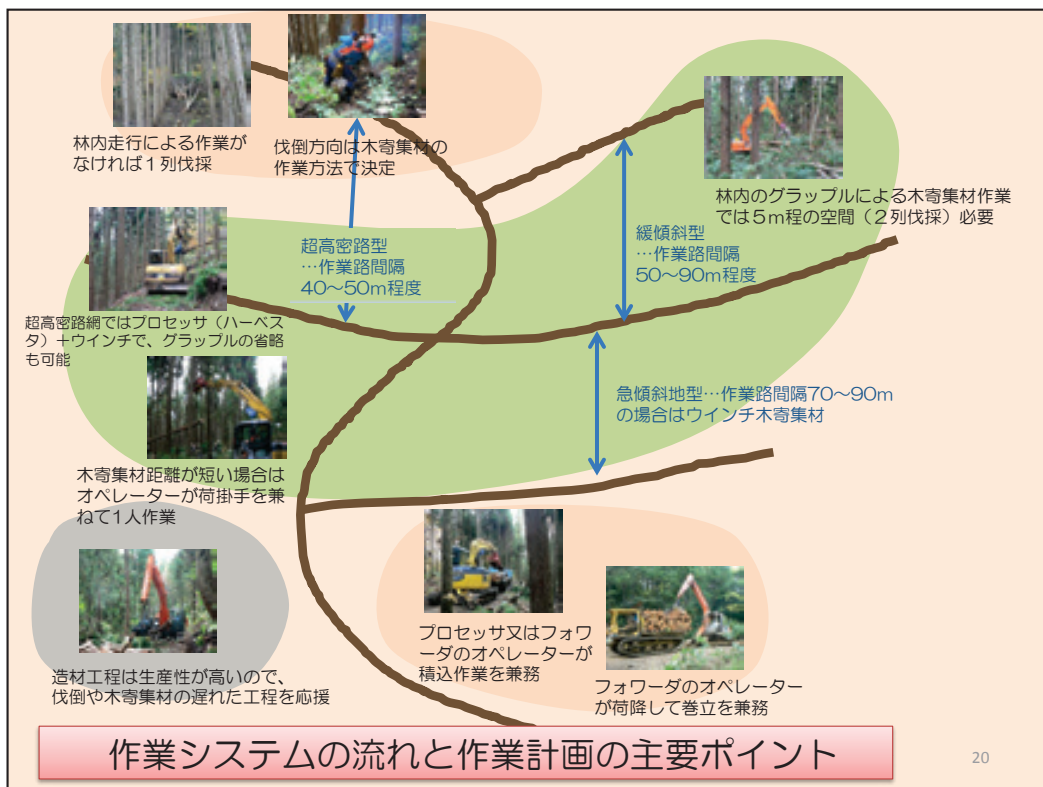 林内走行による作業が
なければ1列伐採
伐倒方向は木寄集材の
作業方法で決定
林内のグラップルによる木寄集材作業
では5m程の空間（2列伐採）必要
超高密路型
…作業路間隔
40～50m程度
緩傾斜型
…作業路間隔
50～90m程度
超高密路網ではプロセッサ（ハーベス
タ）＋ウインチで、グラップルの省略
も可能
急傾斜地型…作業路間隔70～90m
の場合はウインチ木寄集材
木寄集材距離が短い場合は
オペレーターが荷掛手を兼
ねて1人作業
プロセッサ又はフォワ
ーダのオペレーターが
積込作業を兼務
フォワーダのオペレーター
が荷降して巻立を兼務
造材工程は生産性が高いので、
伐倒や木寄集材の遅れた工程を応援
作業システムの流れと作業計画の主要ポイント
20